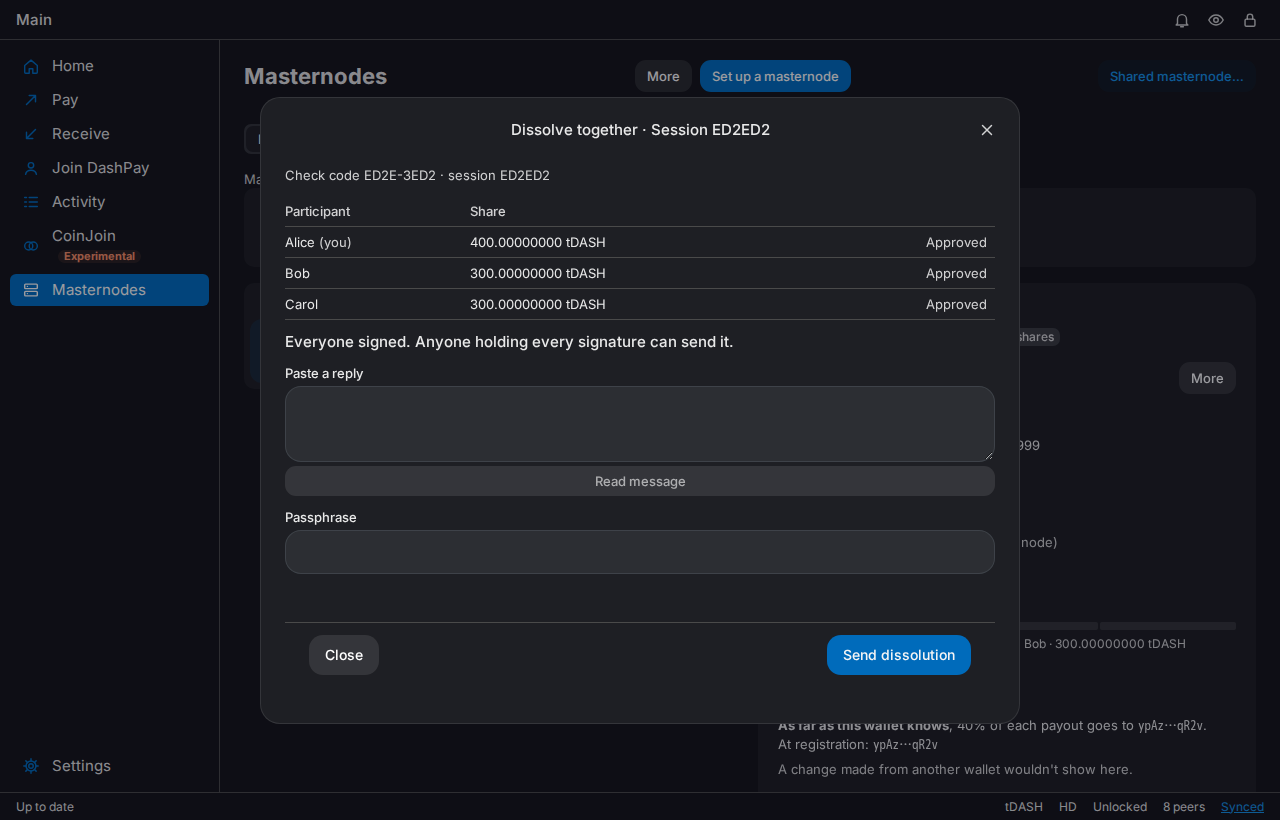 Main
Home
Pay
Receive
Join DashPay
Activity
CoinJoin
Experimental
Masternodes
Settings
Masternodes
More
Set up a masternode
Shared masternode...
Dissolve together · Session ED2ED2
Check code ED2E-3ED2 · session ED2ED2
Participant Share
Alice (you) 400.00000000 tDASH Approved
Bob 300.00000000 tDASH Approved
Carol 300.00000000 tDASH Approved
Everyone signed. Anyone holding every signature can send it.
Paste a reply
Read message
Passphrase
Close
Send dissolution
shares
More
999
node)
Bob · 300.00000000 tDASH
As far as this wallet knows, 40% of each payout goes to ypAz…qR2v.
At registration: ypAz…qR2v
A change made from another wallet wouldn't show here.
Up to date
tDASH HD Unlocked 8 peers Synced